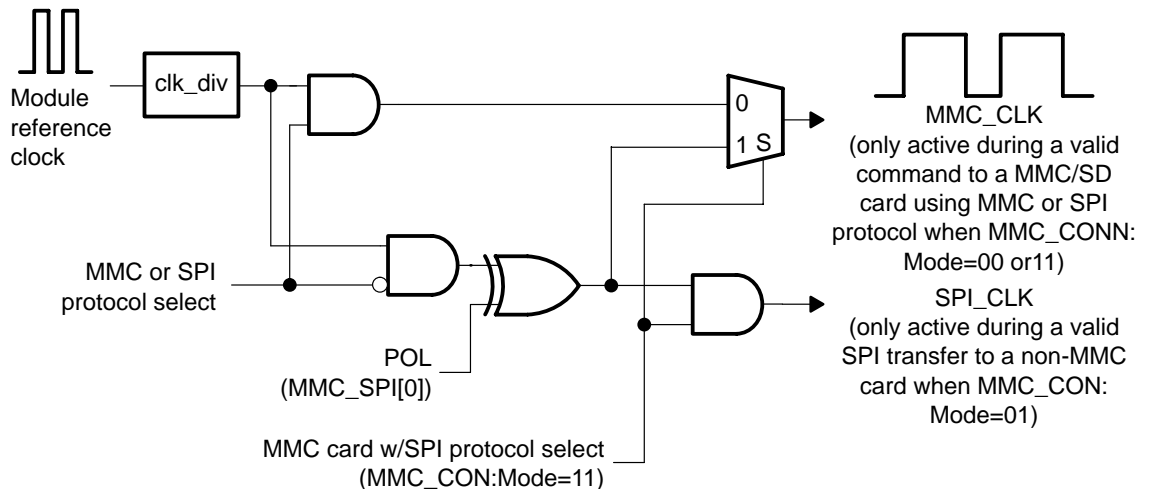 Module
reference
clock
clk_div
0
1 S
MMC_CLK
(only active during a valid
command to a MMC/SD
card using MMC or SPI
protocol when MMC_CONN:
Mode=00 or11)
MMC or SPI
protocol select
SPI_CLK
(only active during a valid
SPI transfer to a non-MMC
card when MMC_CON:
Mode=01)
POL
(MMC_SPI[0])
MMC card w/SPI protocol select
(MMC_CON:Mode=11)